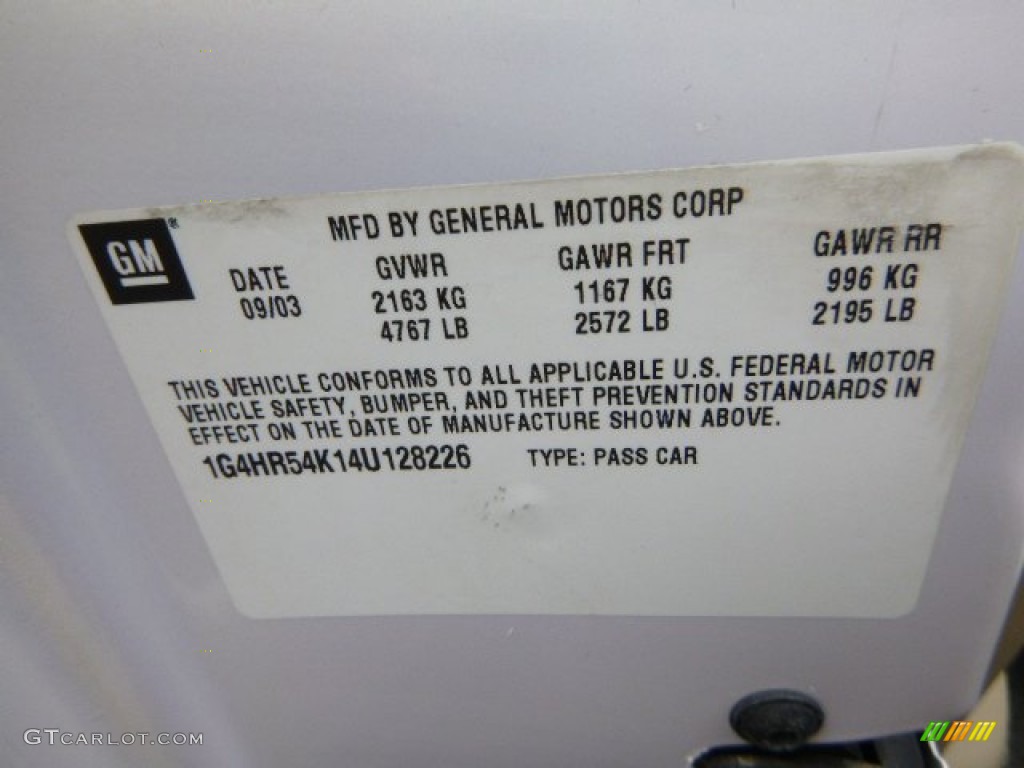 MFD BY GENERAL MOTORS CORP
GM®
DATE GVWR GAWR FRT GAWR RR
09/03 2163 KG 1167 KG 996 KG
4767 LB 2572 LB 2195 LB
THIS VEHICLE CONFORMS TO ALL APPLICABLE U.S. FEDERAL MOTOR
VEHICLE SAFETY, BUMPER, AND THEFT PREVENTION STANDARDS IN
EFFECT ON THE DATE OF MANUFACTURE SHOWN ABOVE.
1G4HR54K14U128226 TYPE: PASS CAR
GTCARLOT.COM